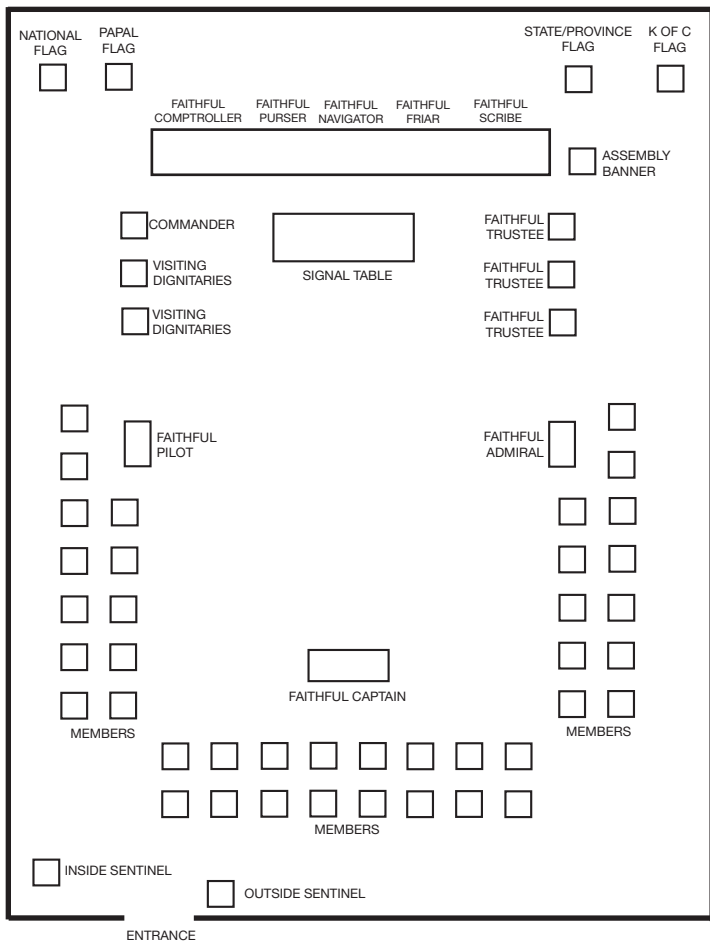 NATIONAL
FLAG
PAPAL
FLAG
STATE/PROVINCE
FLAG
K OF C
FLAG
FAITHFUL
COMPTROLLER
FAITHFUL
PURSER
FAITHFUL
NAVIGATOR
FAITHFUL
FRIAR
FAITHFUL
SCRIBE
ASSEMBLY
BANNER
COMMANDER
VISITING
DIGNITARIES
VISITING
DIGNITARIES
SIGNAL TABLE
FAITHFUL
TRUSTEE
FAITHFUL
TRUSTEE
FAITHFUL
TRUSTEE
FAITHFUL
PILOT
FAITHFUL
ADMIRAL
FAITHFUL CAPTAIN
MEMBERS
MEMBERS
MEMBERS
INSIDE SENTINEL
OUTSIDE SENTINEL
ENTRANCE